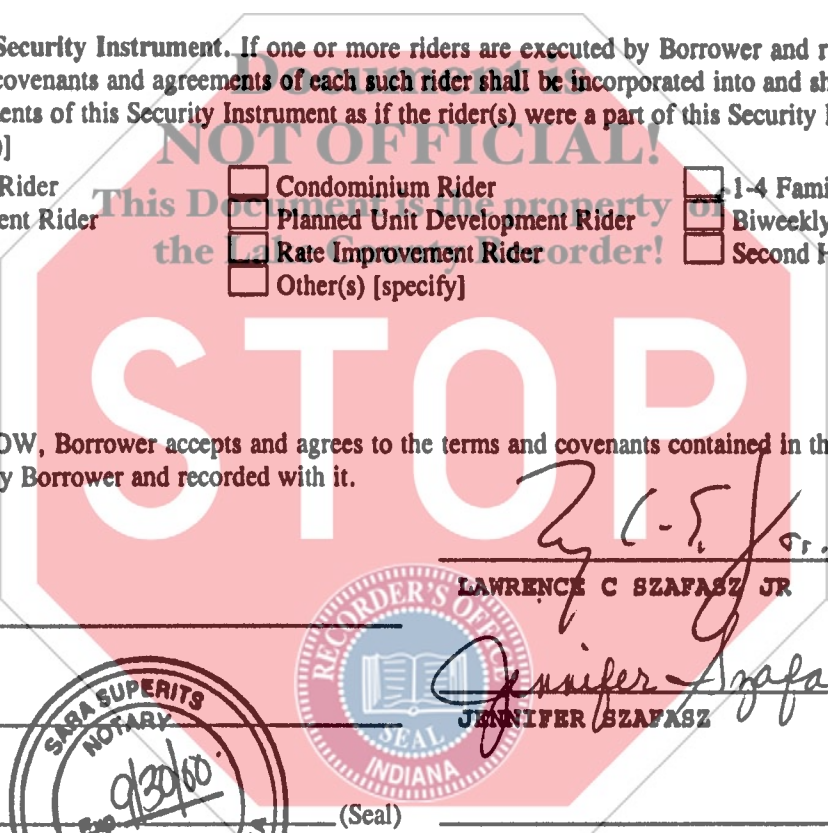 Security Instrument. If one or more riders are executed by Borrower and r
covenants and agreements of each such rider shall be incorporated into and sh
ents of this Security Instrument as if the rider(s) were a part of this Security
)]
Document is
NOT OFFICIAL!
This Document is the property of
the Lake County Recorder!
Rider
Condominium Rider
1-4 Fami
ent Rider
Planned Unit Development Rider
Biweekly
Rate Improvement Rider
Second H
Other(s) [specify]
STOP
OW, Borrower accepts and agrees to the terms and covenants contained in th
y Borrower and recorded with it.
LAWRENCE C SZAFASZ JR
Jennifer Szafa
JENNIFER SZAFASZ
RECORDER'S OFFICE
SEAL
INDIANA
SARA SUPERITS
NOTARY
Exp 9/30/00
(Seal)